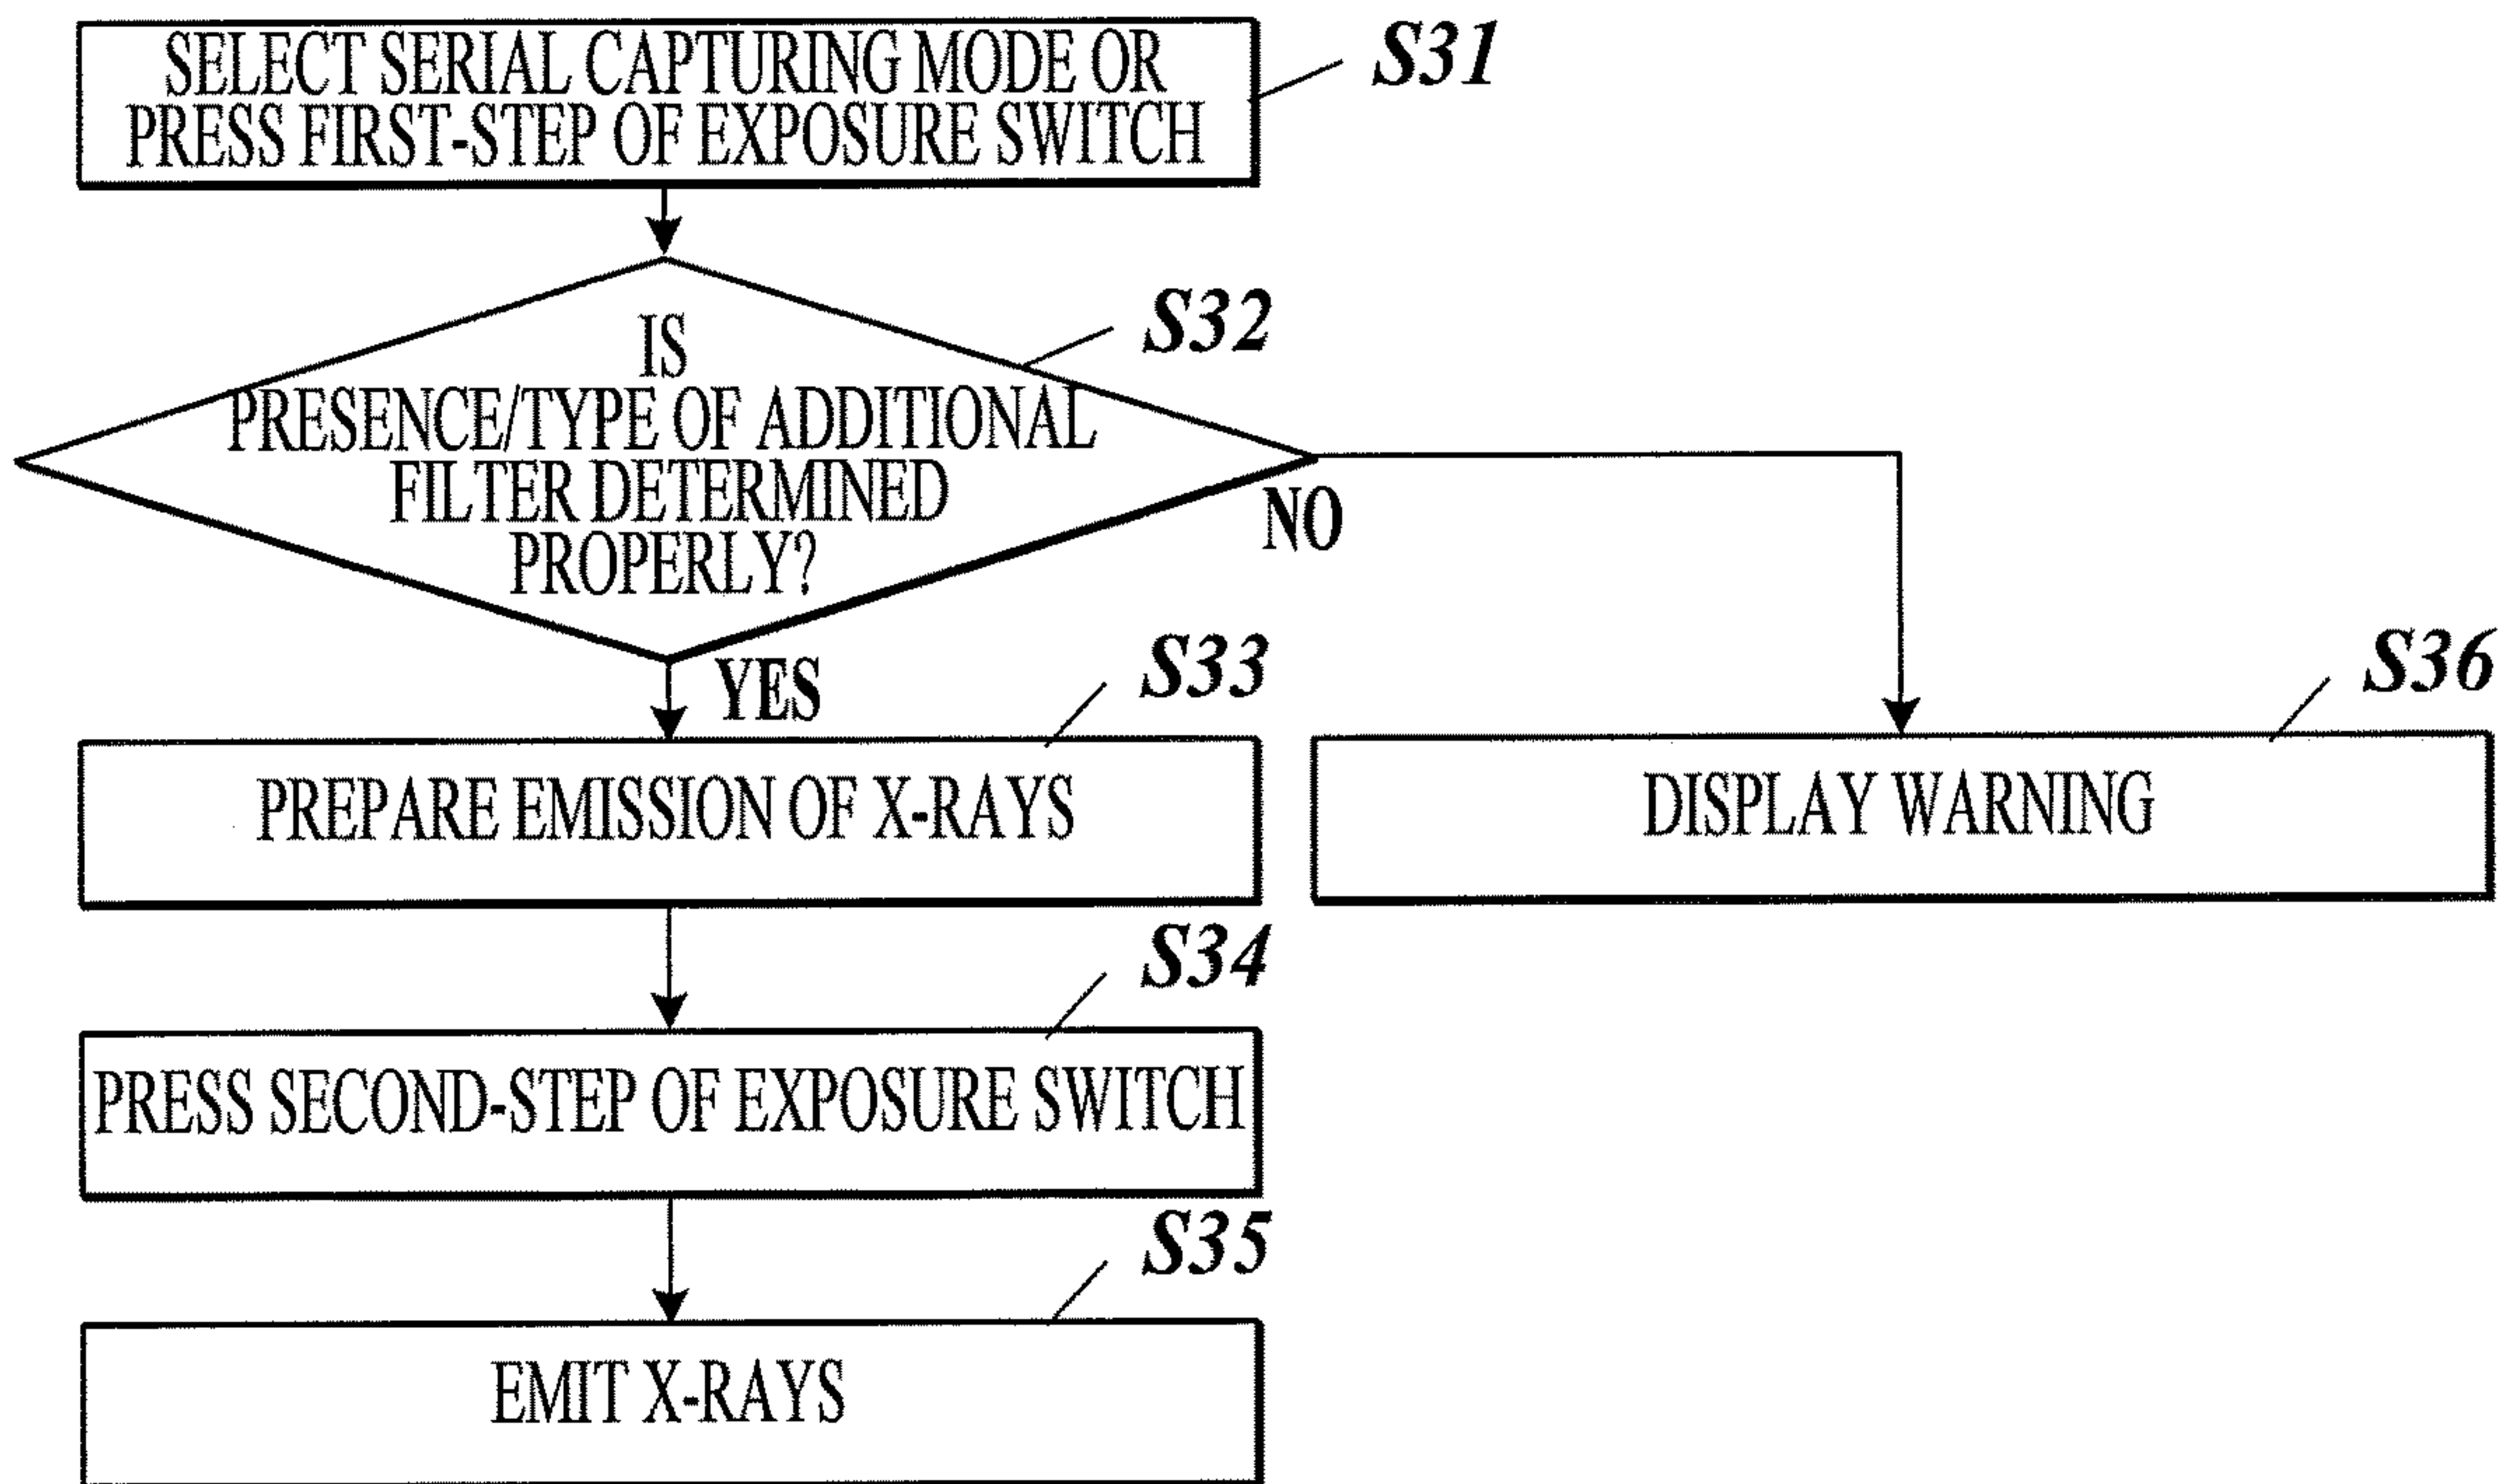 SELECT SERIAL CAPTURING MODE OR
PRESS FIRST-STEP OF EXPOSURE SWITCH
S31
IS
PRESENCE/TYPE OF ADDITIONAL
FILTER DETERMINED
PROPERLY?
S32
NO
YES
S33
PREPARE EMISSION OF X-RAYS
S36
DISPLAY WARNING
S34
PRESS SECOND-STEP OF EXPOSURE SWITCH
S35
EMIT X-RAYS